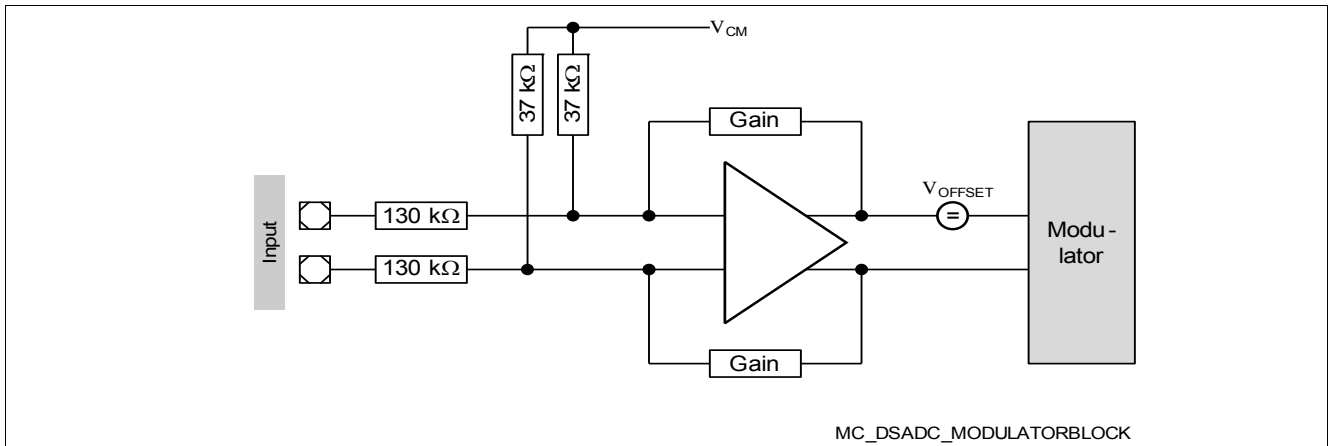 VCM
37 kΩ
37 kΩ
Gain
VOFFSET
Input
130 kΩ
130 kΩ
=
Modu-
lator
Gain
MC_DSADC_MODULATORBLOCK